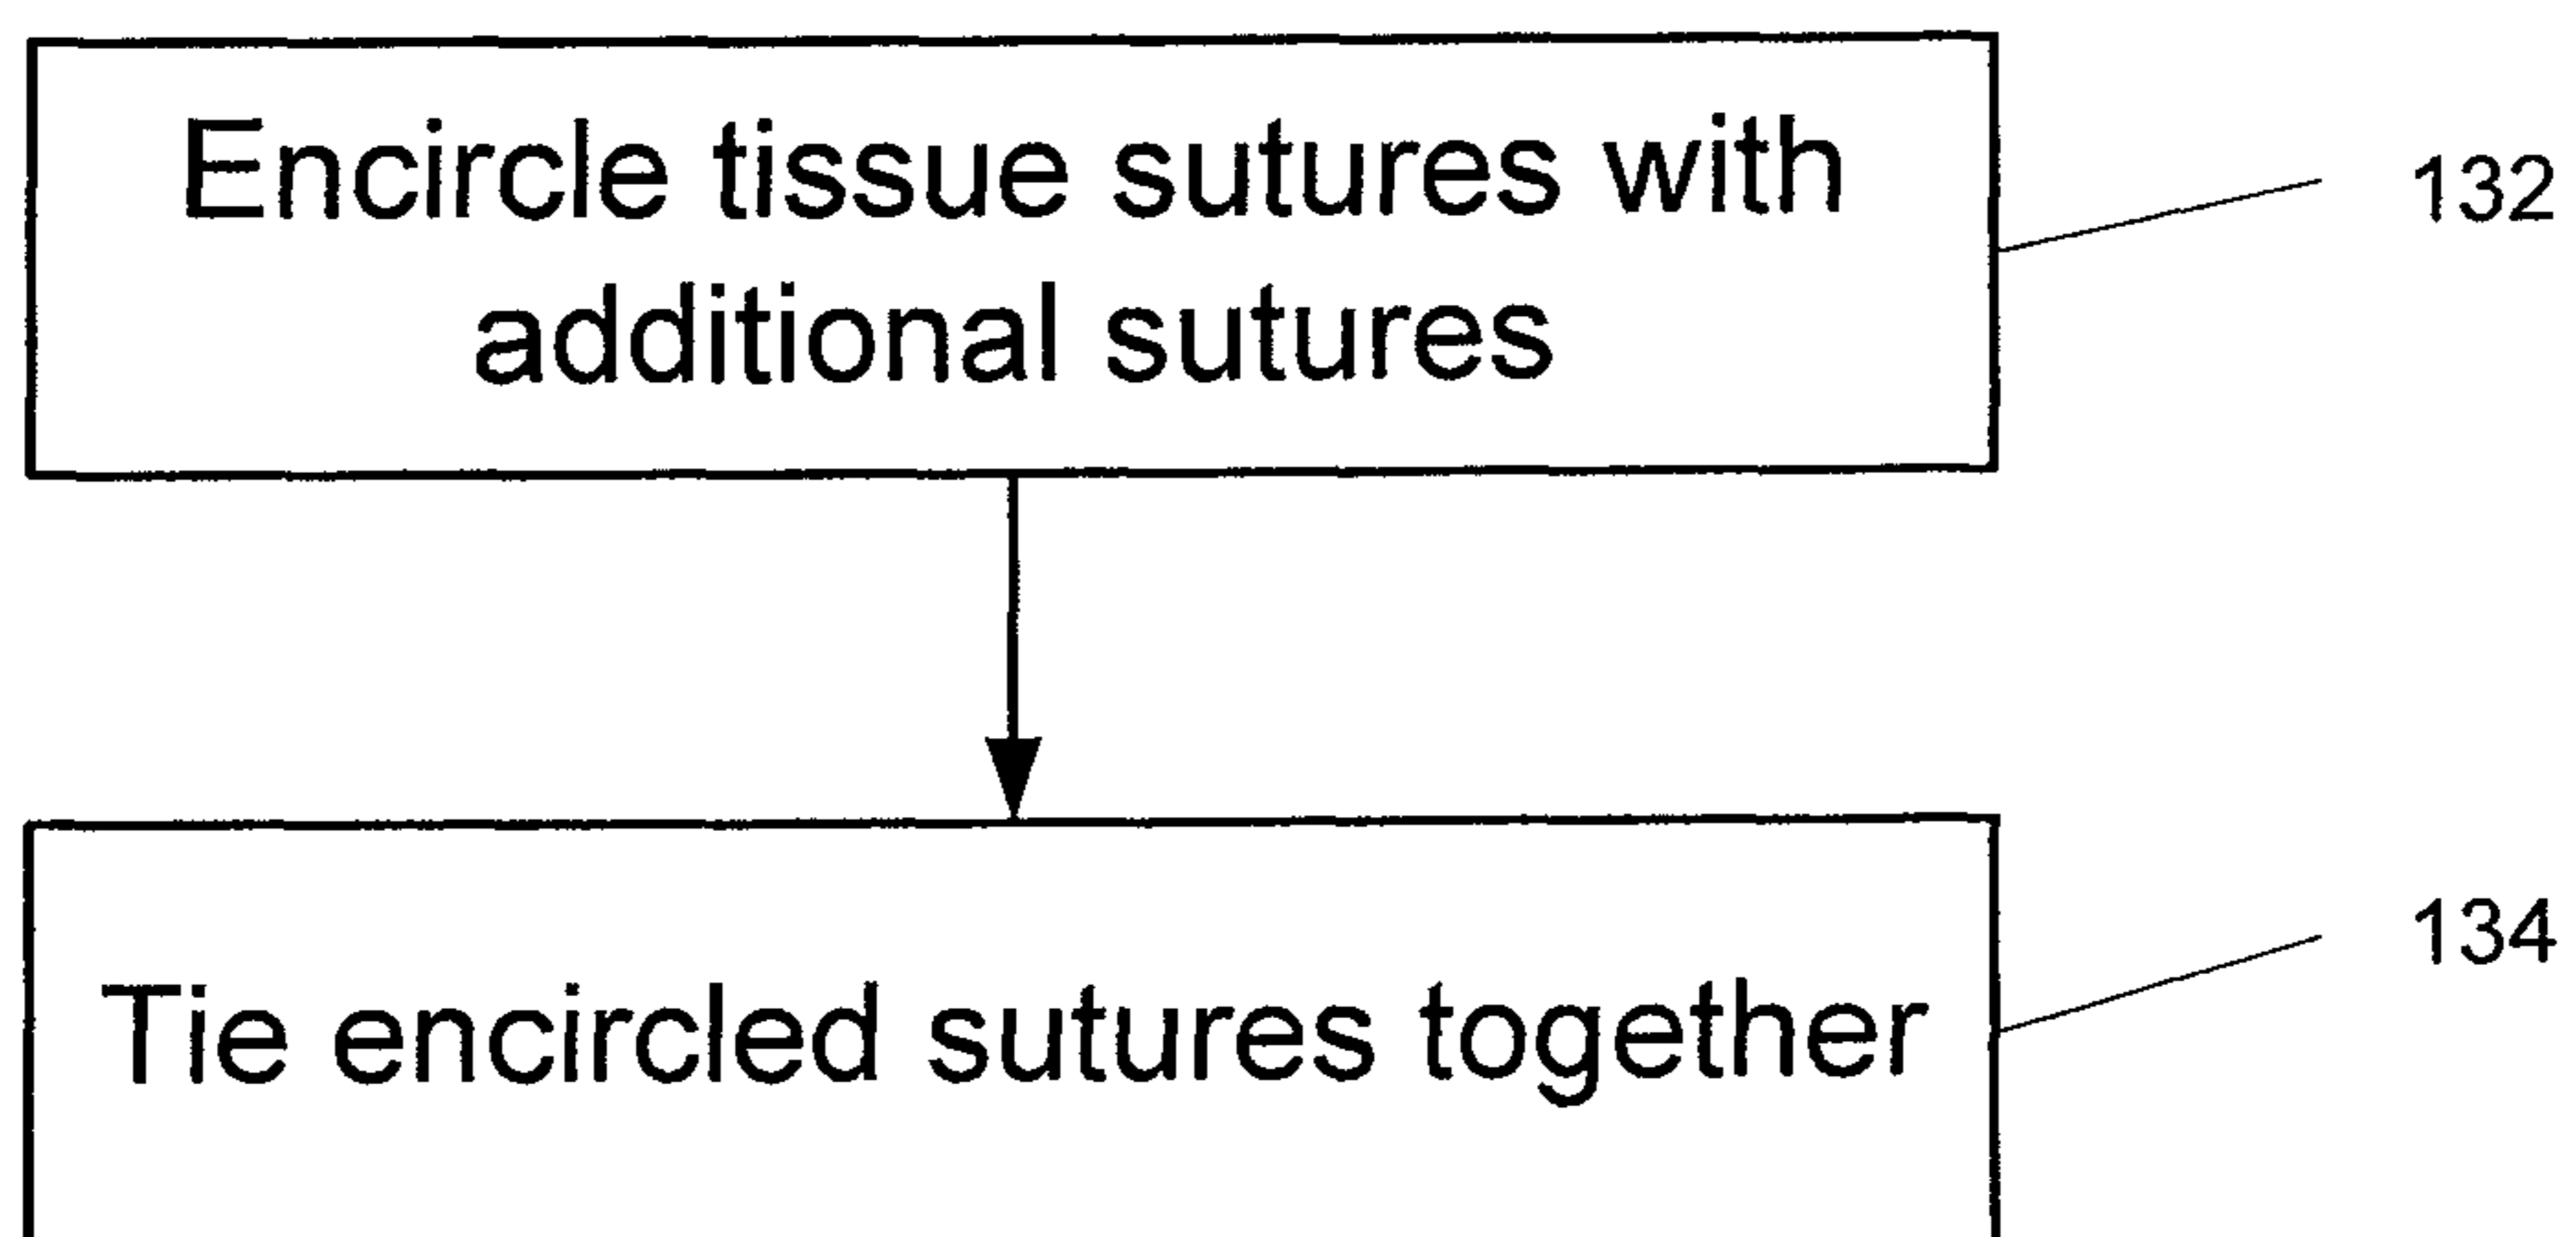 Encircle tissue sutures with
additional sutures
132
Tie encircled sutures together
134